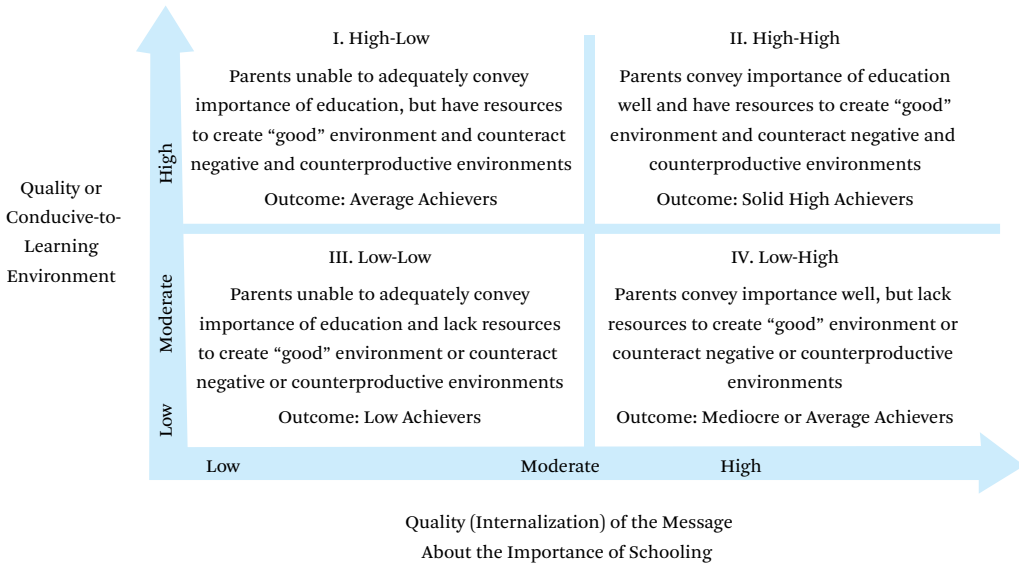 I. High-Low
Parents unable to adequately convey
importance of education, but have resources
to create “good” environment and counteract
negative and counterproductive environments
Outcome: Average Achievers
II. High-High
Parents convey importance of education
well and have resources to create “good”
environment and counteract negative and
counterproductive environments
Outcome: Solid High Achievers
Quality or
Conducive-to-
Learning
Environment
High
Moderate
Low
III. Low-Low
Parents unable to adequately convey
importance of education and lack resources
to create “good” environment or counteract
negative or counterproductive environments
Outcome: Low Achievers
IV. Low-High
Parents convey importance well, but lack
resources to create “good” environment or
counteract negative or counterproductive
environments
Outcome: Mediocre or Average Achievers
Low
Moderate
High
Quality (Internalization) of the Message
About the Importance of Schooling